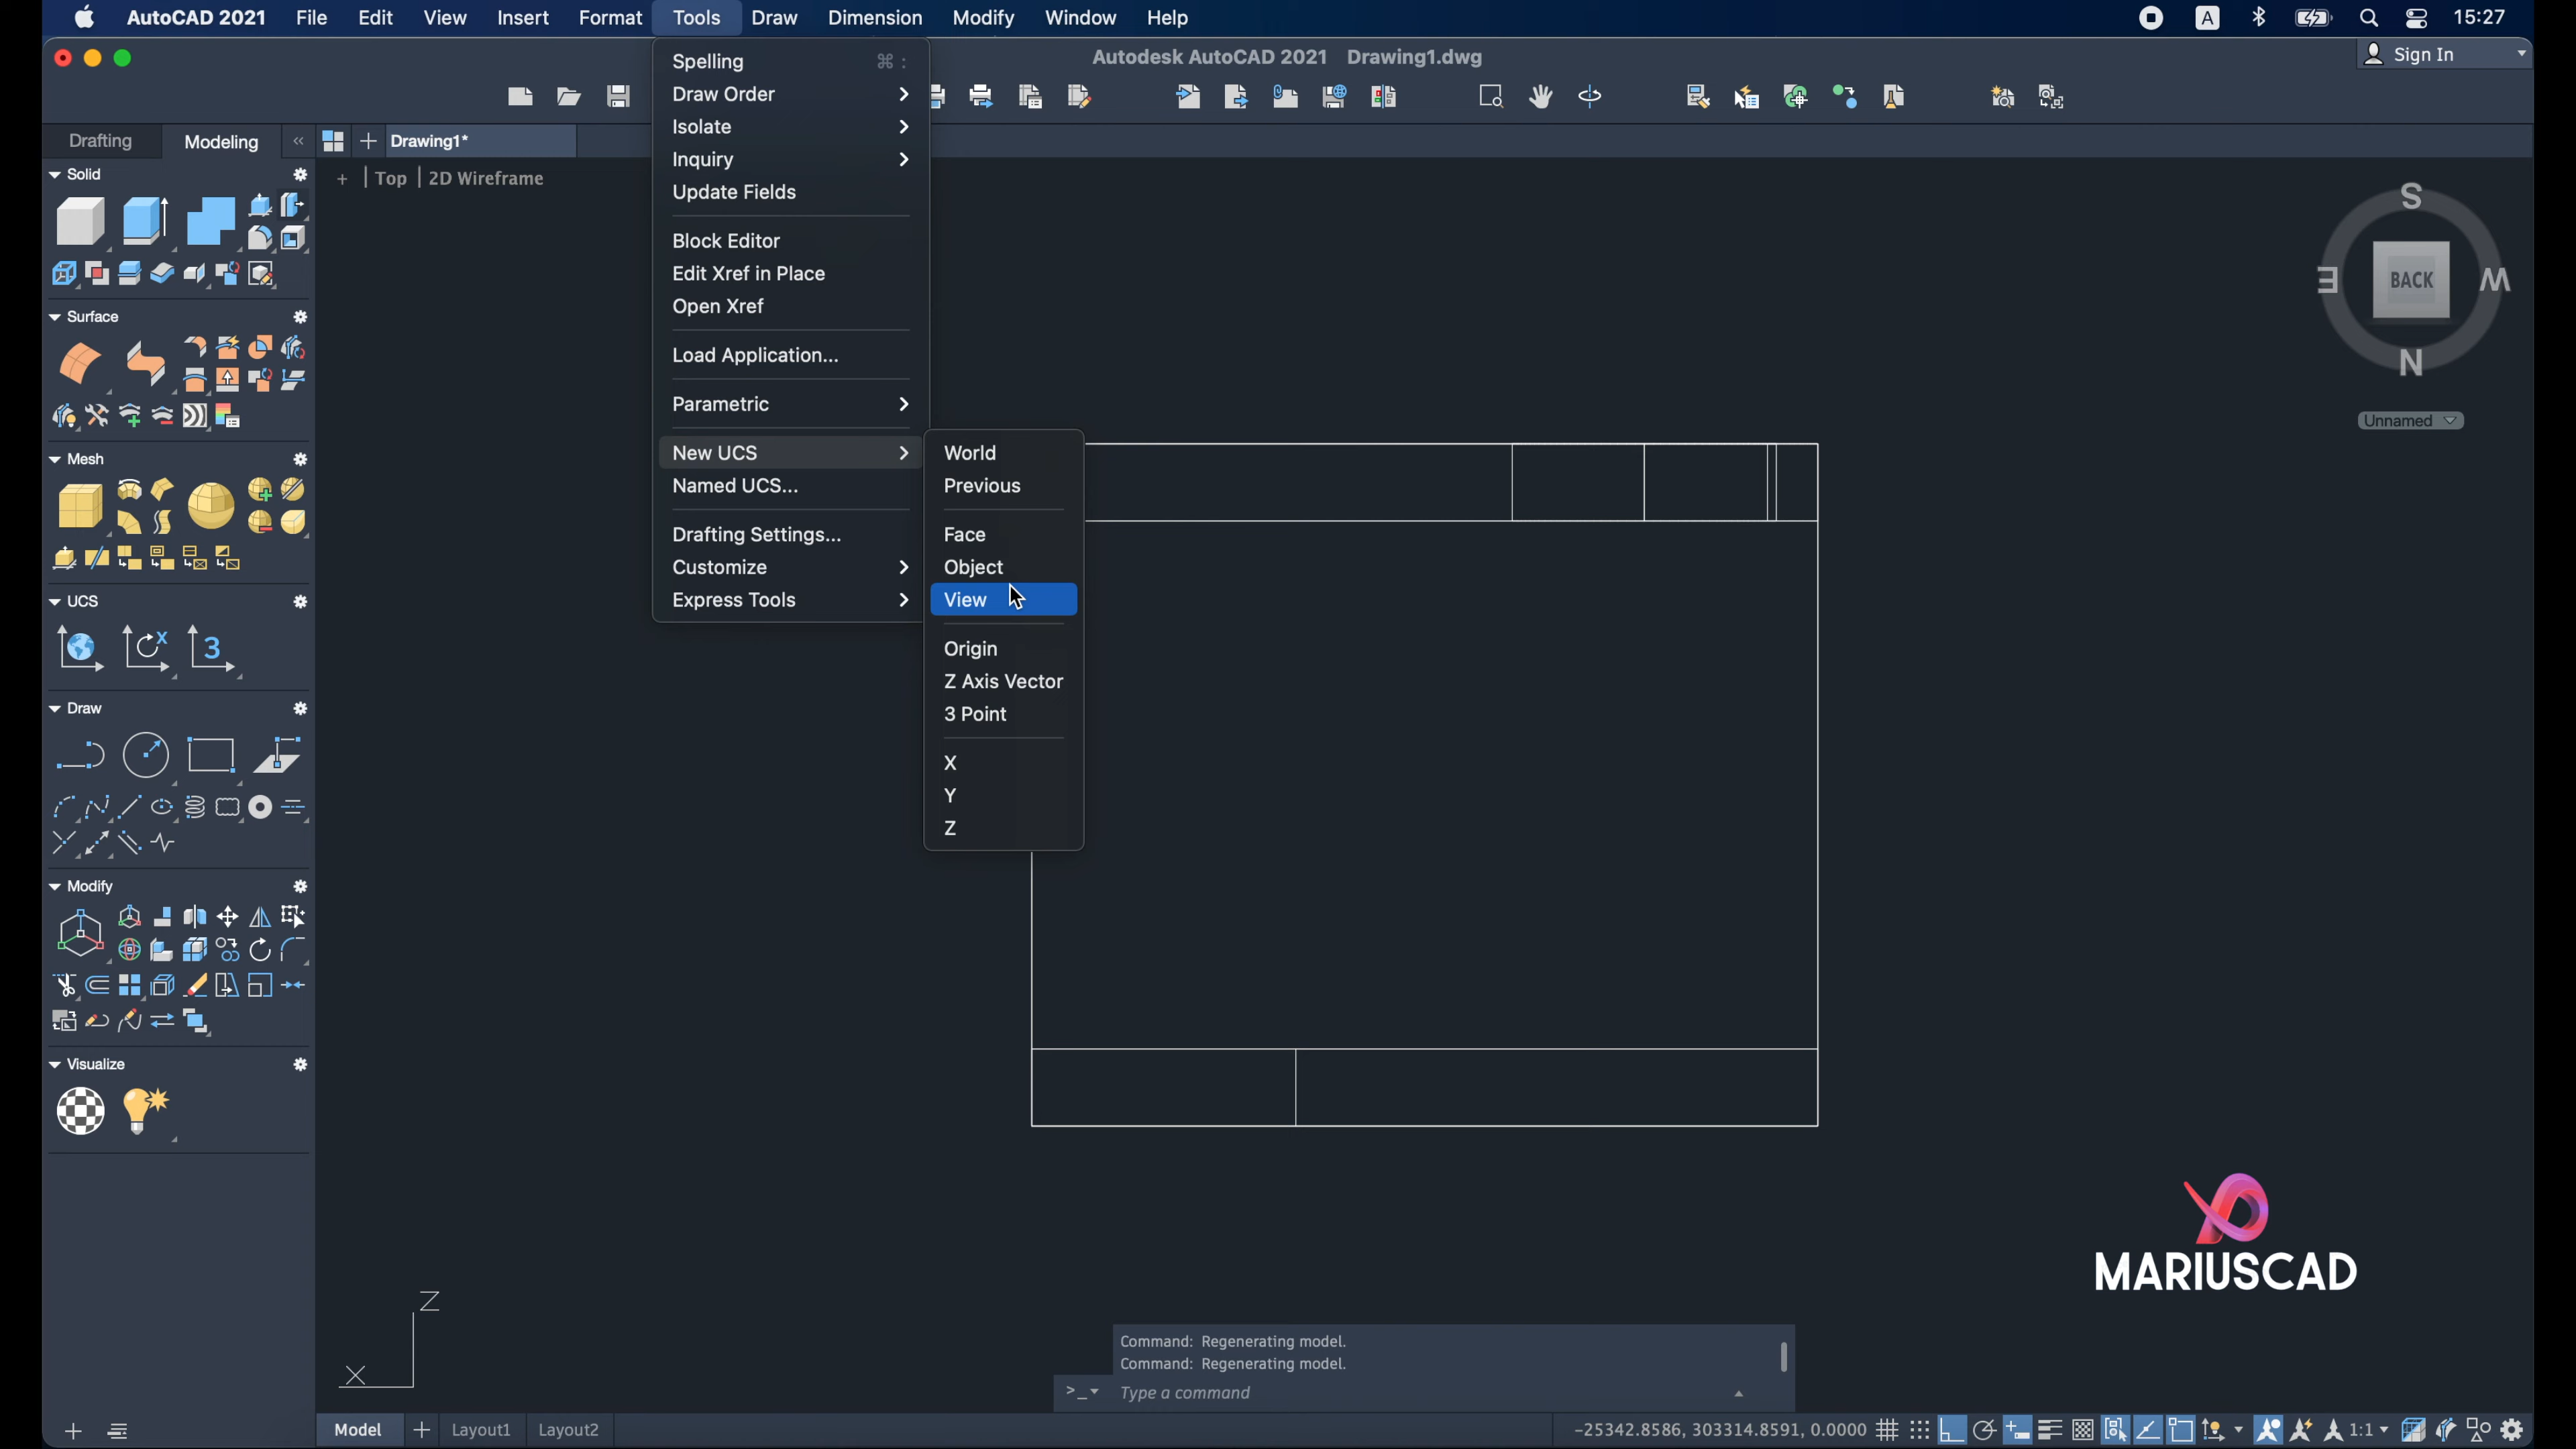 AutoCAD 2021 File Edit View Insert Format Tools Draw Dimension Modify Window Help A 15:27
Autodesk AutoCAD 2021 Drawing1.dwg
Sign In
Drafting Modeling « + Drawing1*
+ | Top | 2D Wireframe
Solid
Surface
Mesh
UCS
X
3
Draw
Modify
Visualize
Spelling ⌘ :
Draw Order
Isolate
Inquiry
Update Fields
Block Editor
Edit Xref in Place
Open Xref
Load Application...
Parametric
New UCS
Named UCS...
Drafting Settings...
Customize
Express Tools
World
Previous
Face
Object
View
Origin
Z Axis Vector
3 Point
X
Y
Z
S
E BACK W
N
Unnamed
Z
X
MARIUSCAD
Command: Regenerating model.
Command: Regenerating model.
>_ Type a command
Model + Layout1 Layout2
-25342.8586, 303314.8591, 0.0000
1:1